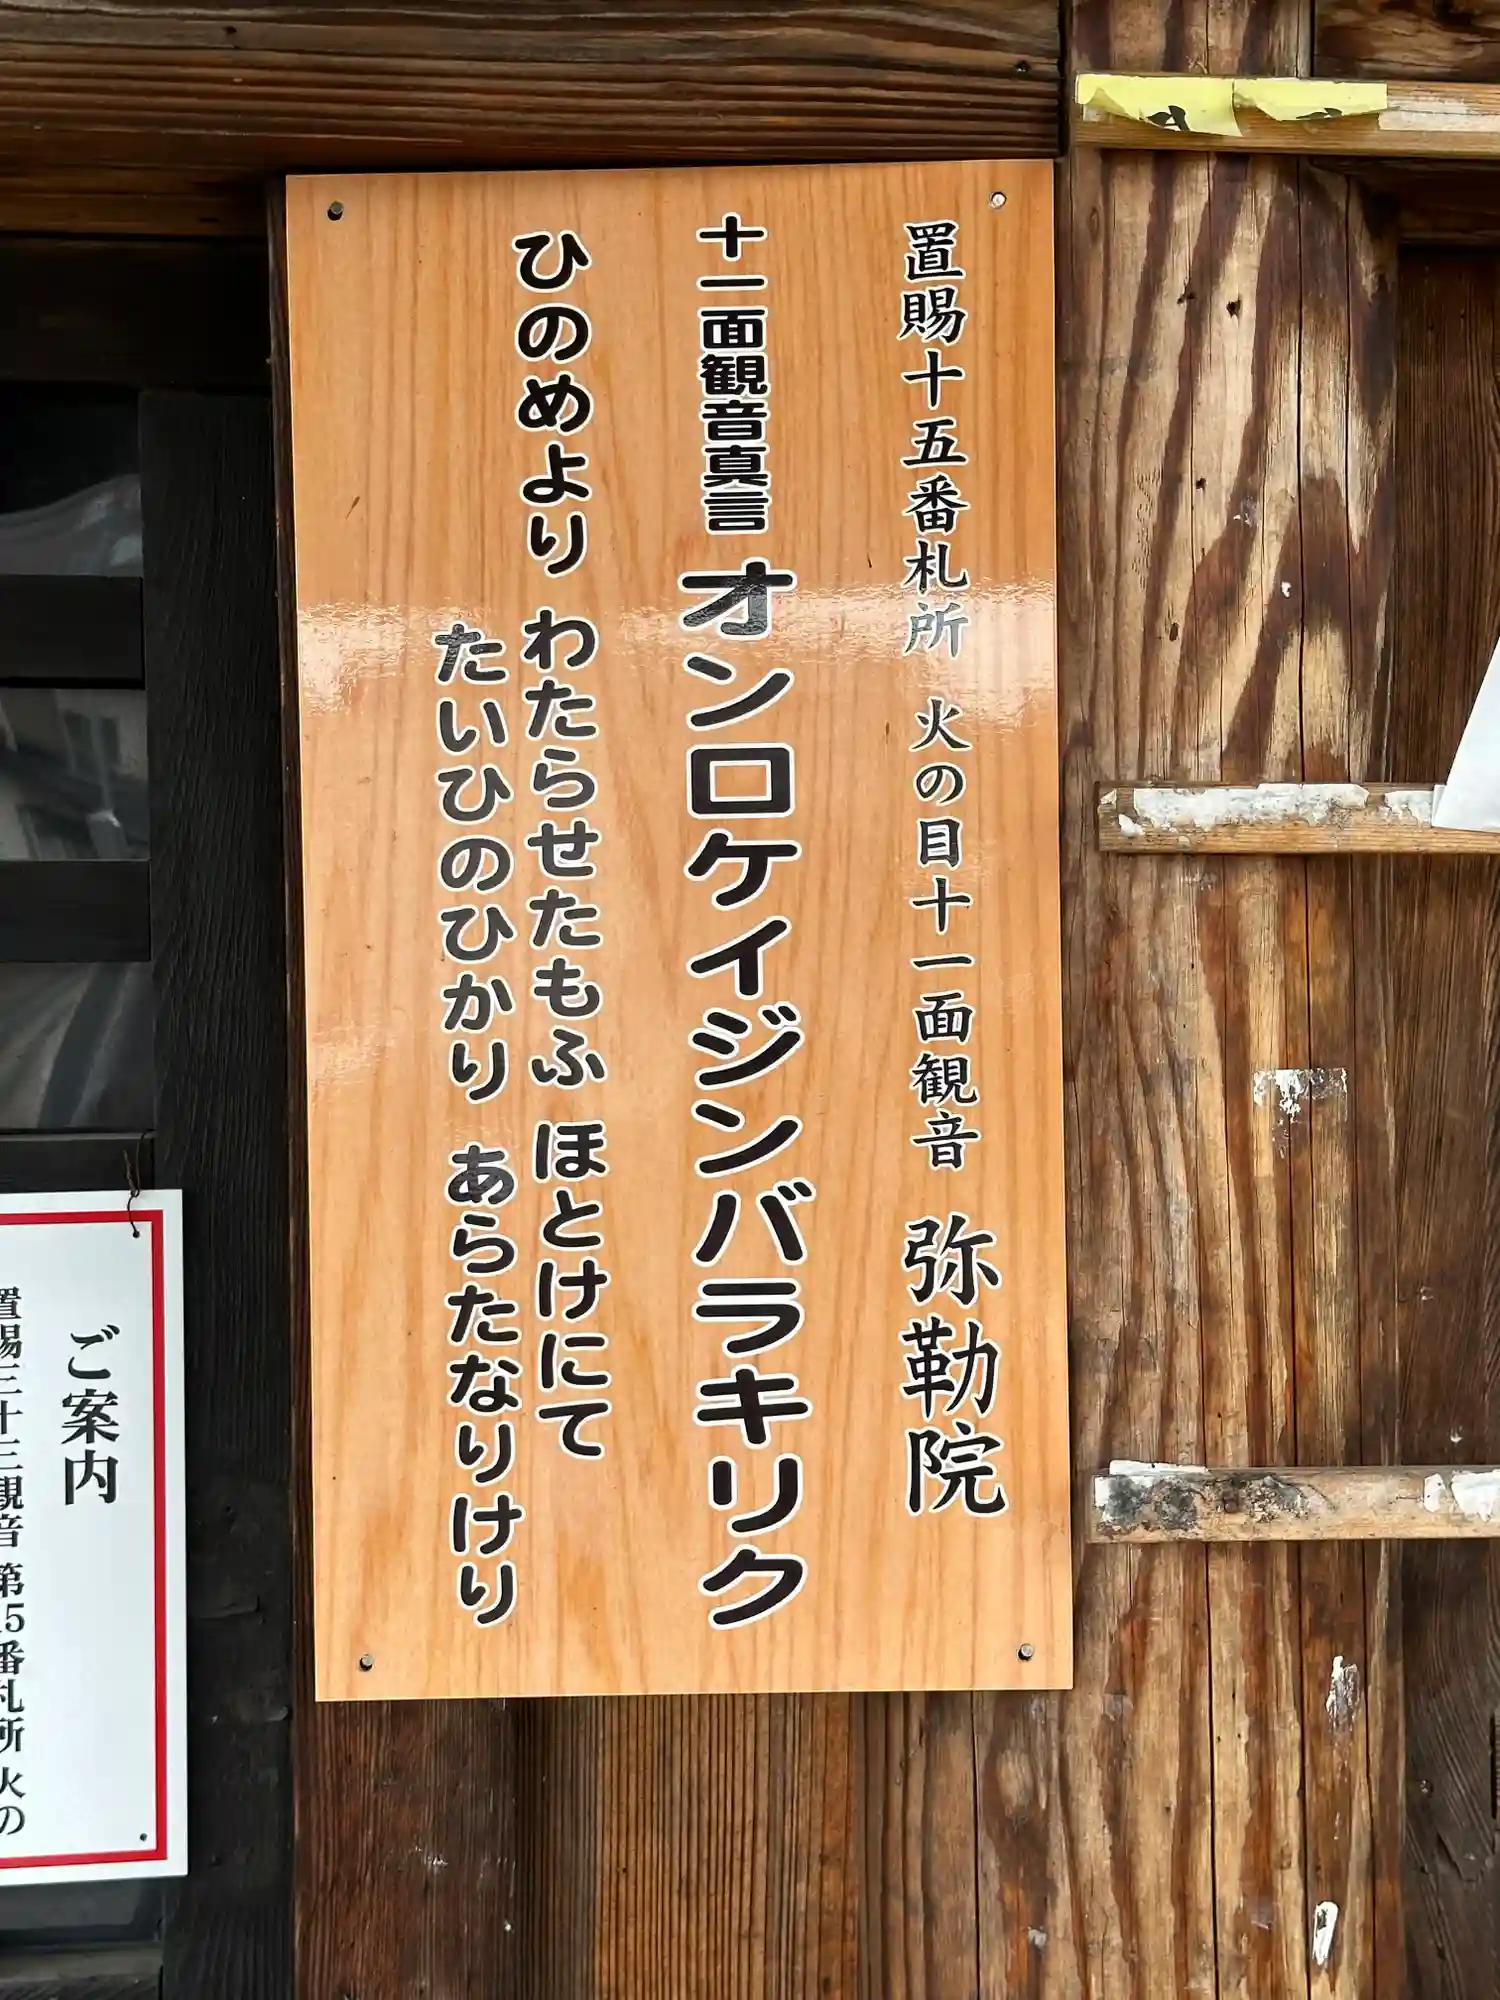 置賜十五番札所 火の目十一面観音 弥勒院
十一面観音真言 オンロケイジンバラキリク
ひのめより わたらせたもふ ほとけにて
たいひのひかり あらたなりけり
ご案内
置賜三十三観音 第15番札所 火の